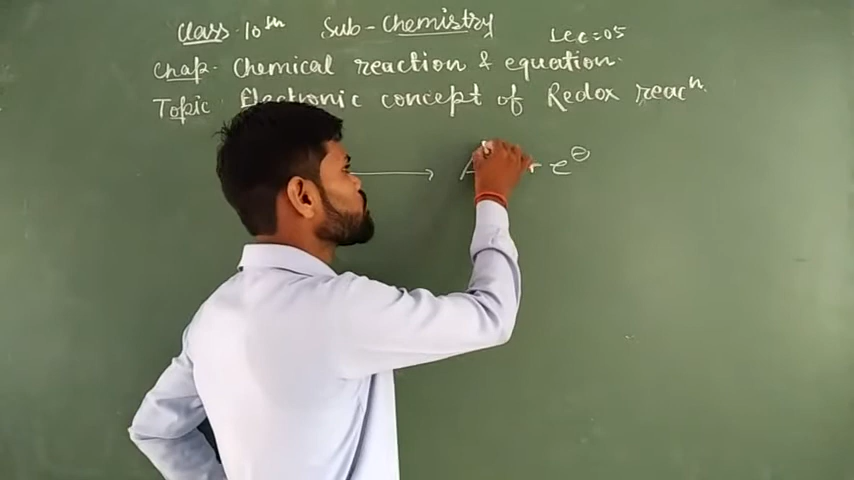 Class - 10th Sub - Chemistry Lec = 05
Chap - Chemical reaction & equation.
Topic Electronic concept of Redox reacn.
⟶ A + e⊖